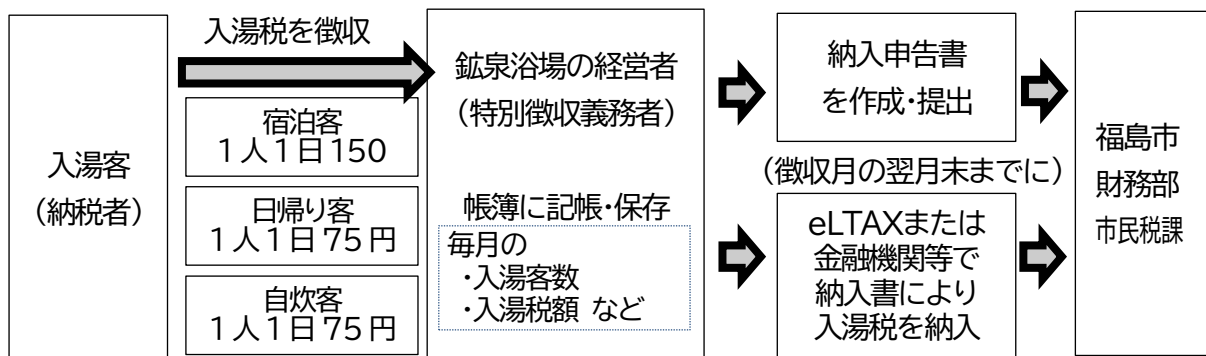 入湯客
（納税者）
入湯税を徴収
宿泊客
1人1日150
日帰り客
1人1日75円
自炊客
1人1日75円
鉱泉浴場の経営者
（特別徴収義務者）
帳簿に記帳・保存
毎月の
・入湯客数
・入湯税額 など
納入申告書
を作成・提出
（徴収月の翌月末までに）
eLTAXまたは
金融機関等で
納入書により
入湯税を納入
福島市
財務部
市民税課